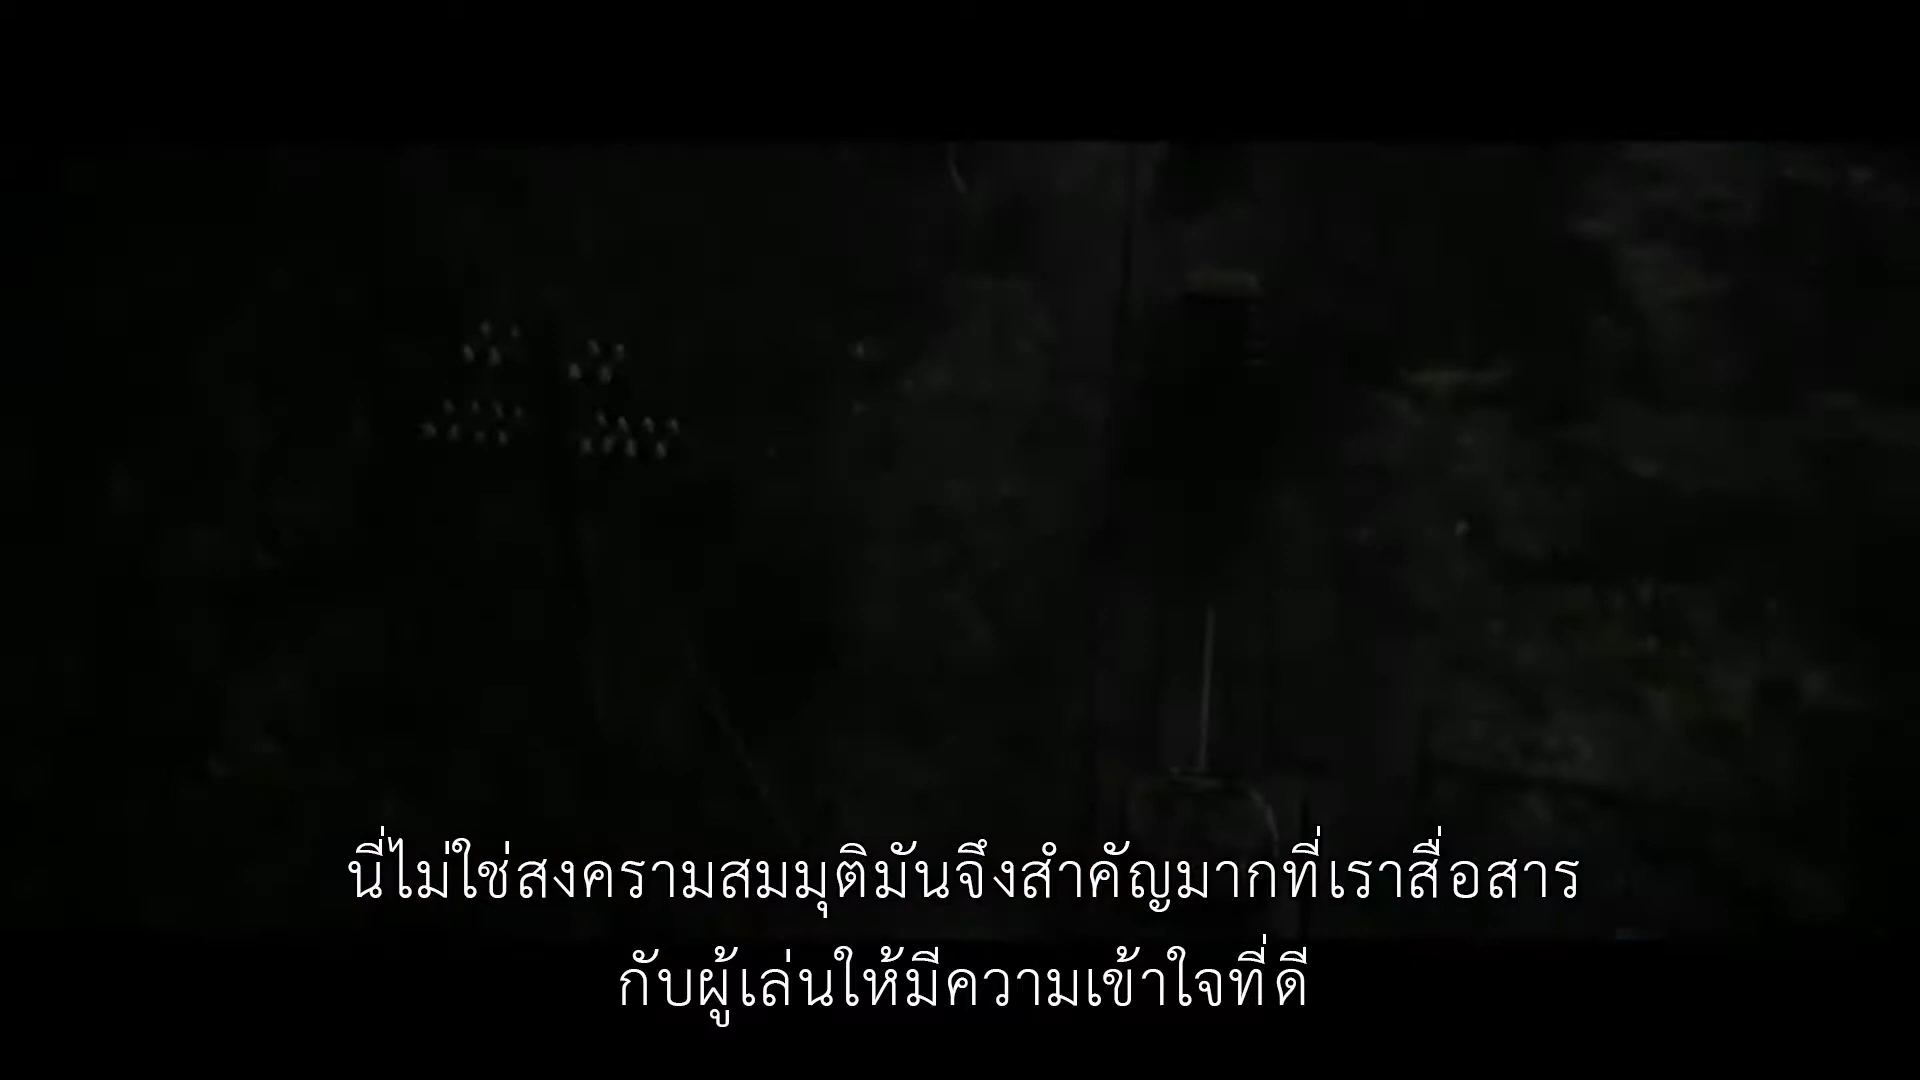 นี่ไม่ใช่สงครามสมมุติมันจึงสำคัญมากที่เราสื่อสาร
กับผู้เล่นให้มีความเข้าใจที่ดี